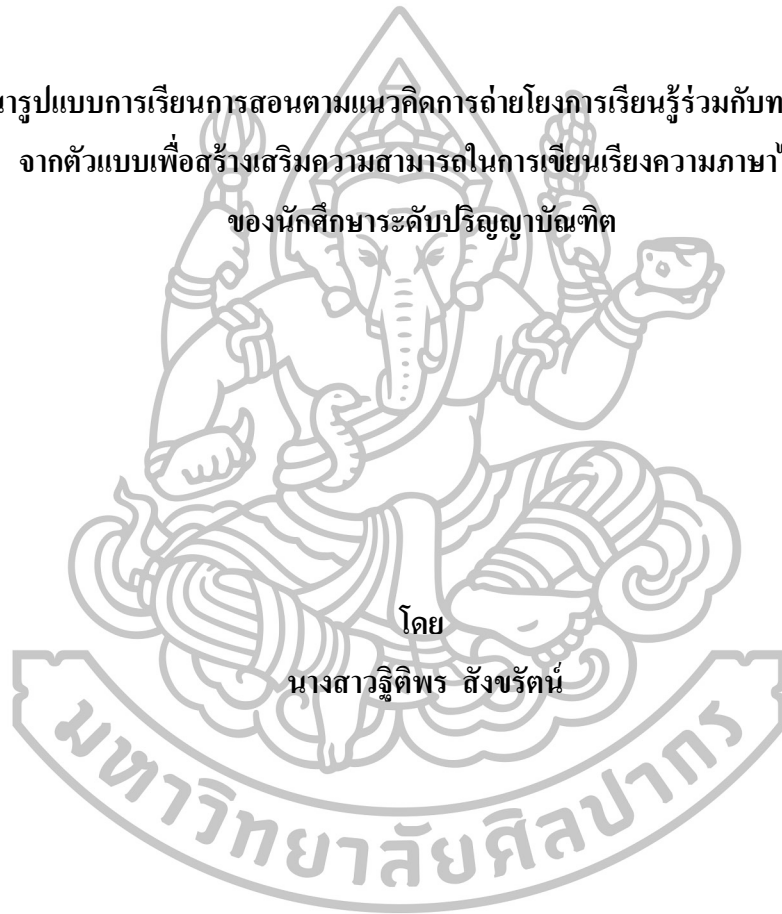 นารูปแบบการเรียนการสอนตามแนวคิดการถ่ายโยงการเรียนรู้ร่วมกับท
จากตัวแบบเพื่อสร้างเสริมความสามารถในการเขียนเรียงความภาษาไ
ของนักศึกษาระดับปริญญาบัณฑิต
โดย
นางสาวฐิติพร สังขรัตน์
มหาวิทยาลัยศิลปากร